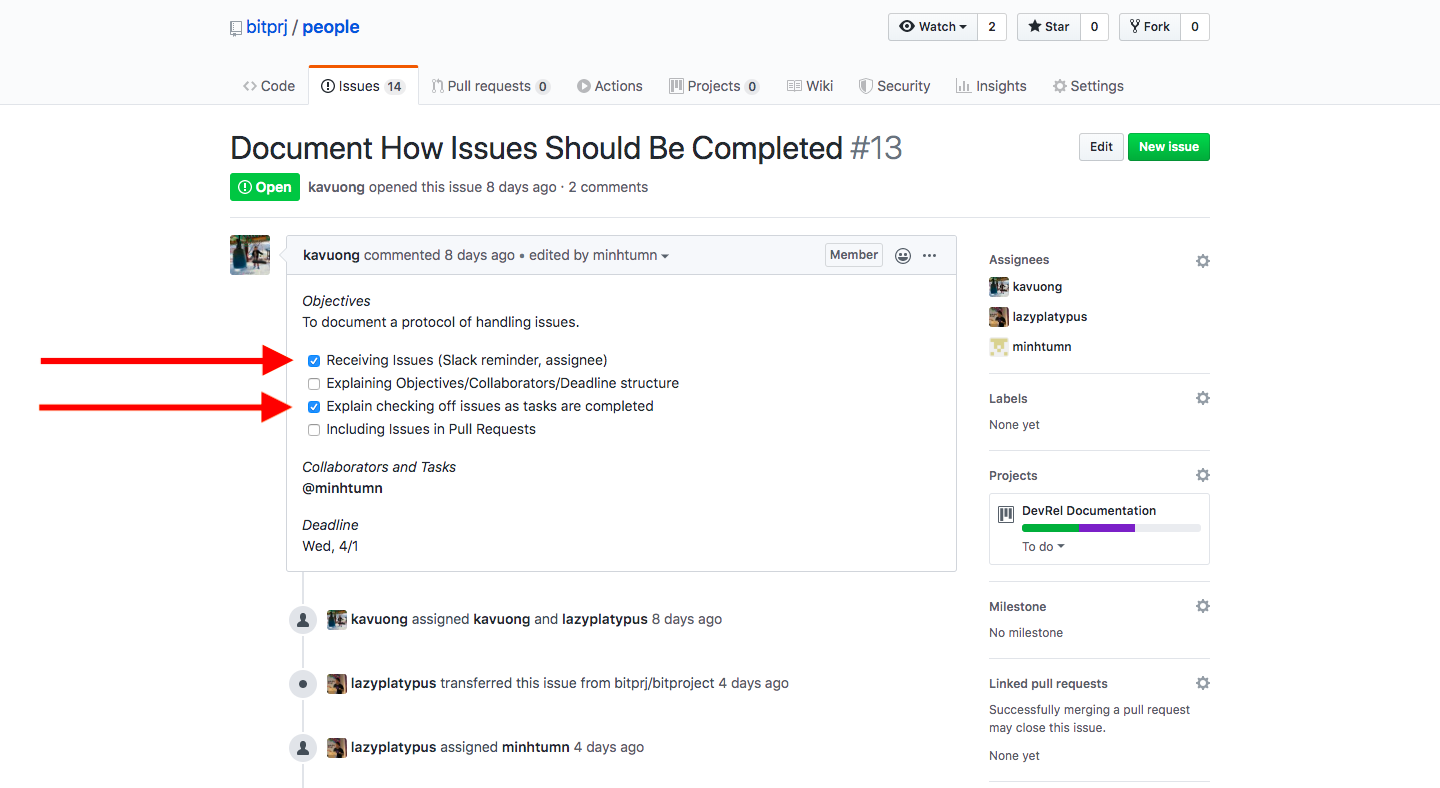 bitprj / people
Watch 2 Star 0 Fork 0
Code Issues 14 Pull requests 0 Actions Projects 0 Wiki Security Insights Settings
Document How Issues Should Be Completed #13
Edit New issue
Open kavuong opened this issue 8 days ago · 2 comments
kavuong commented 8 days ago • edited by minhtumn
Member
Objectives
To document a protocol of handling issues.
Receiving Issues (Slack reminder, assignee)
Explaining Objectives/Collaborators/Deadline structure
Explain checking off issues as tasks are completed
Including Issues in Pull Requests
Collaborators and Tasks
@minhtumn
Deadline
Wed, 4/1
kavuong assigned kavuong and lazyplatypus 8 days ago
lazyplatypus transferred this issue from bitprj/bitproject 4 days ago
lazyplatypus assigned minhtumn 4 days ago
Assignees
kavuong
lazyplatypus
minhtumn
Labels
None yet
Projects
DevRel Documentation
To do
Milestone
No milestone
Linked pull requests
Successfully merging a pull request
may close this issue.
None yet